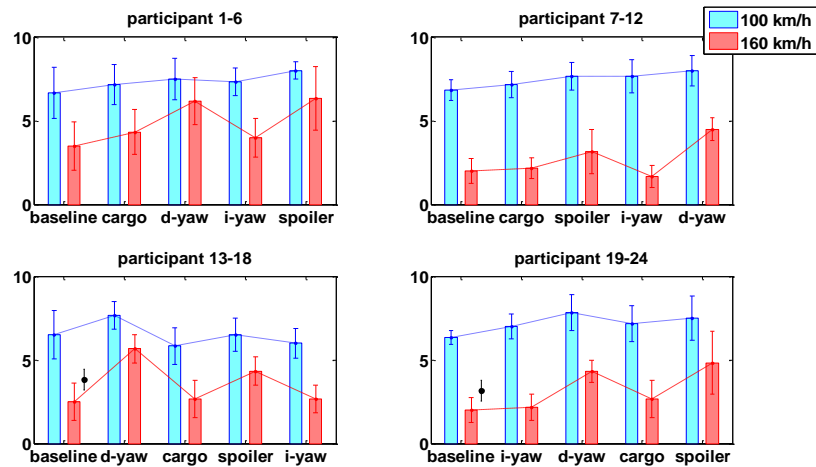 participant 1-6
participant 7-12
100 km/h
160 km/h
10
5
0
baseline cargo d-yaw i-yaw spoiler
10
5
0
baseline cargo spoiler i-yaw d-yaw
participant 13-18
participant 19-24
10
5
0
baseline d-yaw cargo spoiler i-yaw
10
5
0
baseline i-yaw d-yaw cargo spoiler